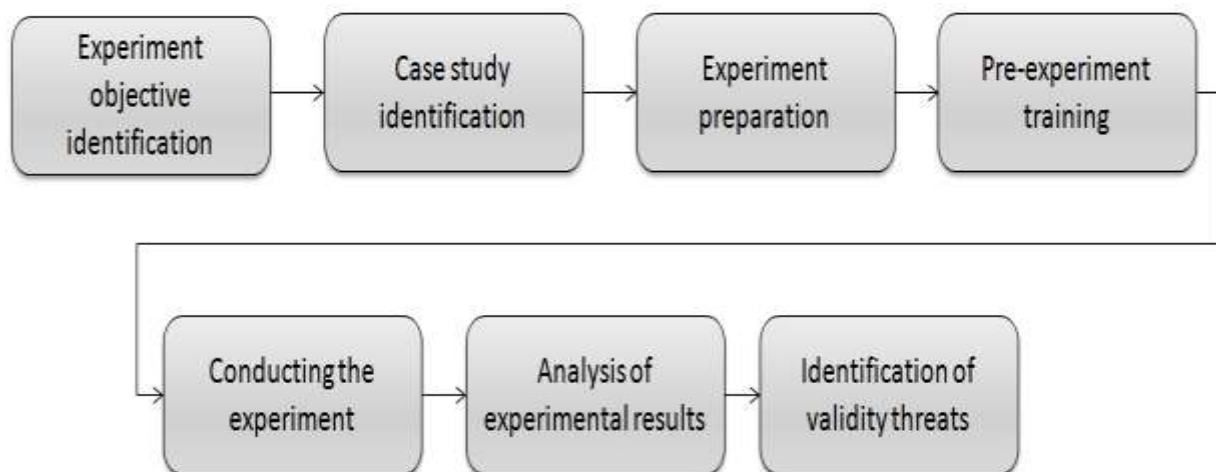 Experiment
objective
identification
Case study
identification
Experiment
preparation
Pre-experiment
training
Conducting the
experiment
Analysis of
experimental results
Identification of
validity threats